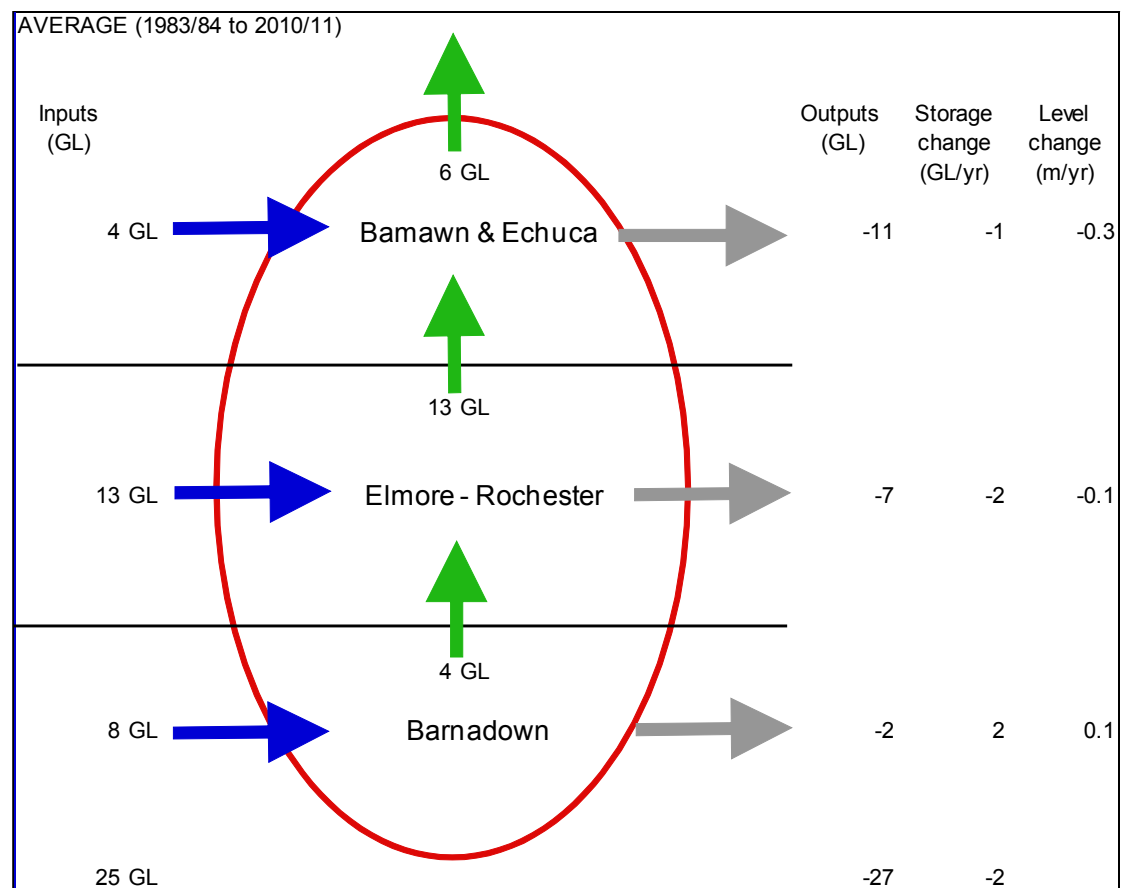 AVERAGE (1983/84 to 2010/11)
Inputs
(GL)
Outputs
(GL)
Storage
change
(GL/yr)
Level
change
(m/yr)
6 GL
4 GL Bamawn & Echuca -11 -1 -0.3
13 GL
13 GL Elmore - Rochester -7 -2 -0.1
4 GL
8 GL Barnadown -2 2 0.1
25 GL -27 -2